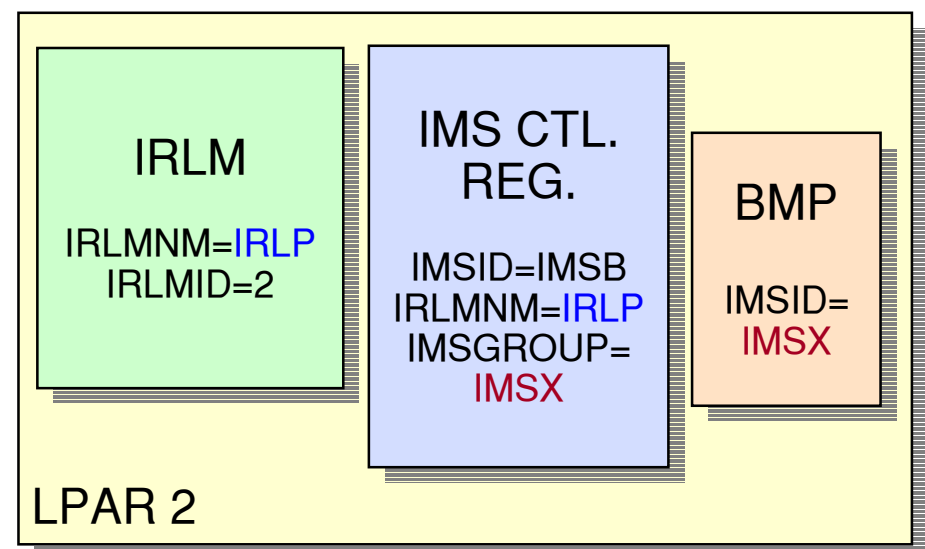 IRLM
IRLMNM=IRLP
IRLMID=2
IMS CTL.
REG.
IMSID=IMSB
IRLMNM=IRLP
IMSGROUP=
IMSX
BMP
IMSID=
IMSX
LPAR 2